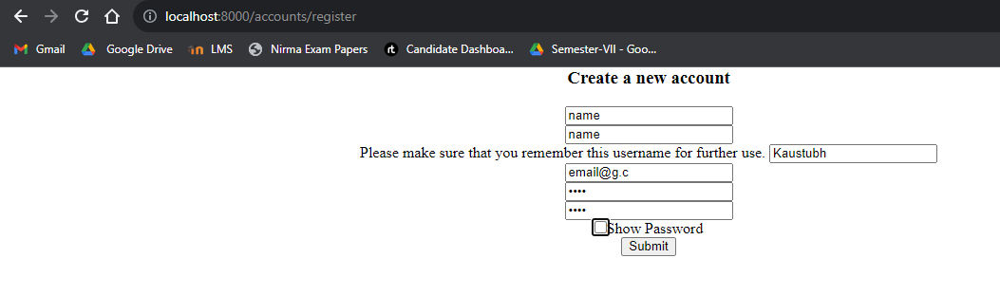 localhost:8000/accounts/register
Gmail Google Drive LMS Nirma Exam Papers rt Candidate Dashboa... Semester-VII - Goo...
Create a new account
name
name
Please make sure that you remember this username for further use. Kaustubh
email@g.c
••••
••••
Show Password
Submit